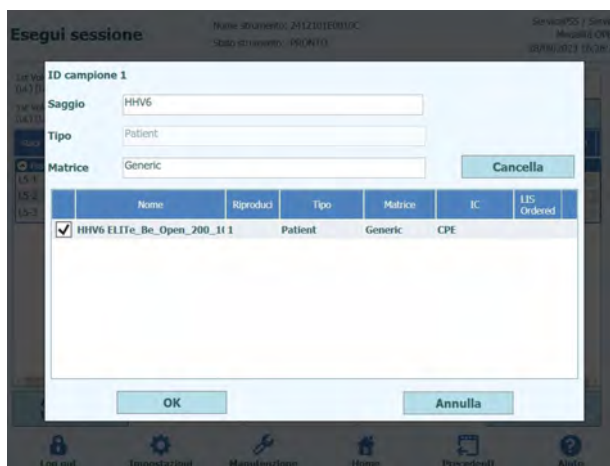 Esegui sessione
Nome strumento: 2412101E0810C
Stato strumento: PRONTO
ID campione 1
Saggio HHV6
Tipo Patient
Matrice Generic Cancella
Nome Riproduci Tipo Matrice IC LIS Ordered
HHV6 ELITe_Be_Open_200_1( 1 Patient Generic CPE
OK Annulla
Log out Impostazioni Manutenzione Home Precedenti Aiuto